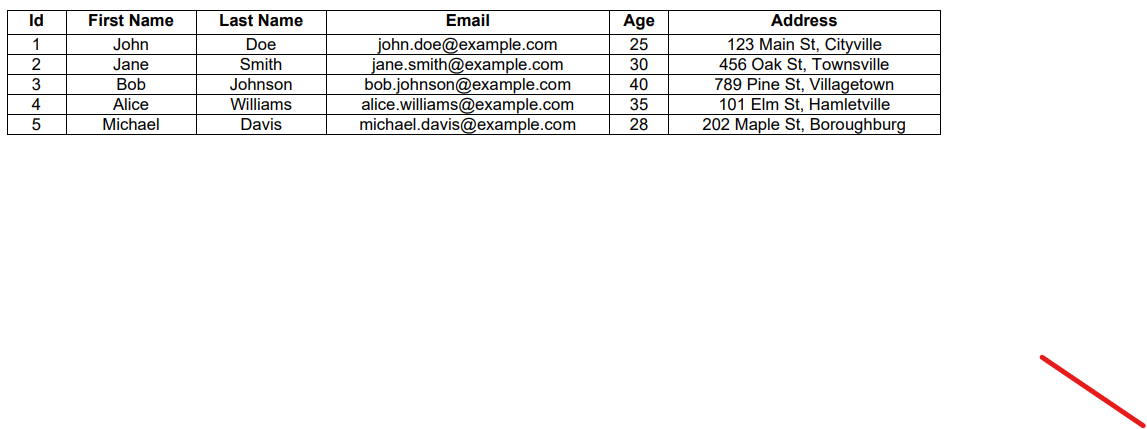 Id First Name Last Name Email Age Address
1 John Doe john.doe@example.com 25 123 Main St, Cityville
2 Jane Smith jane.smith@example.com 30 456 Oak St, Townsville
3 Bob Johnson bob.johnson@example.com 40 789 Pine St, Villagetown
4 Alice Williams alice.williams@example.com 35 101 Elm St, Hamletville
5 Michael Davis michael.davis@example.com 28 202 Maple St, Boroughburg